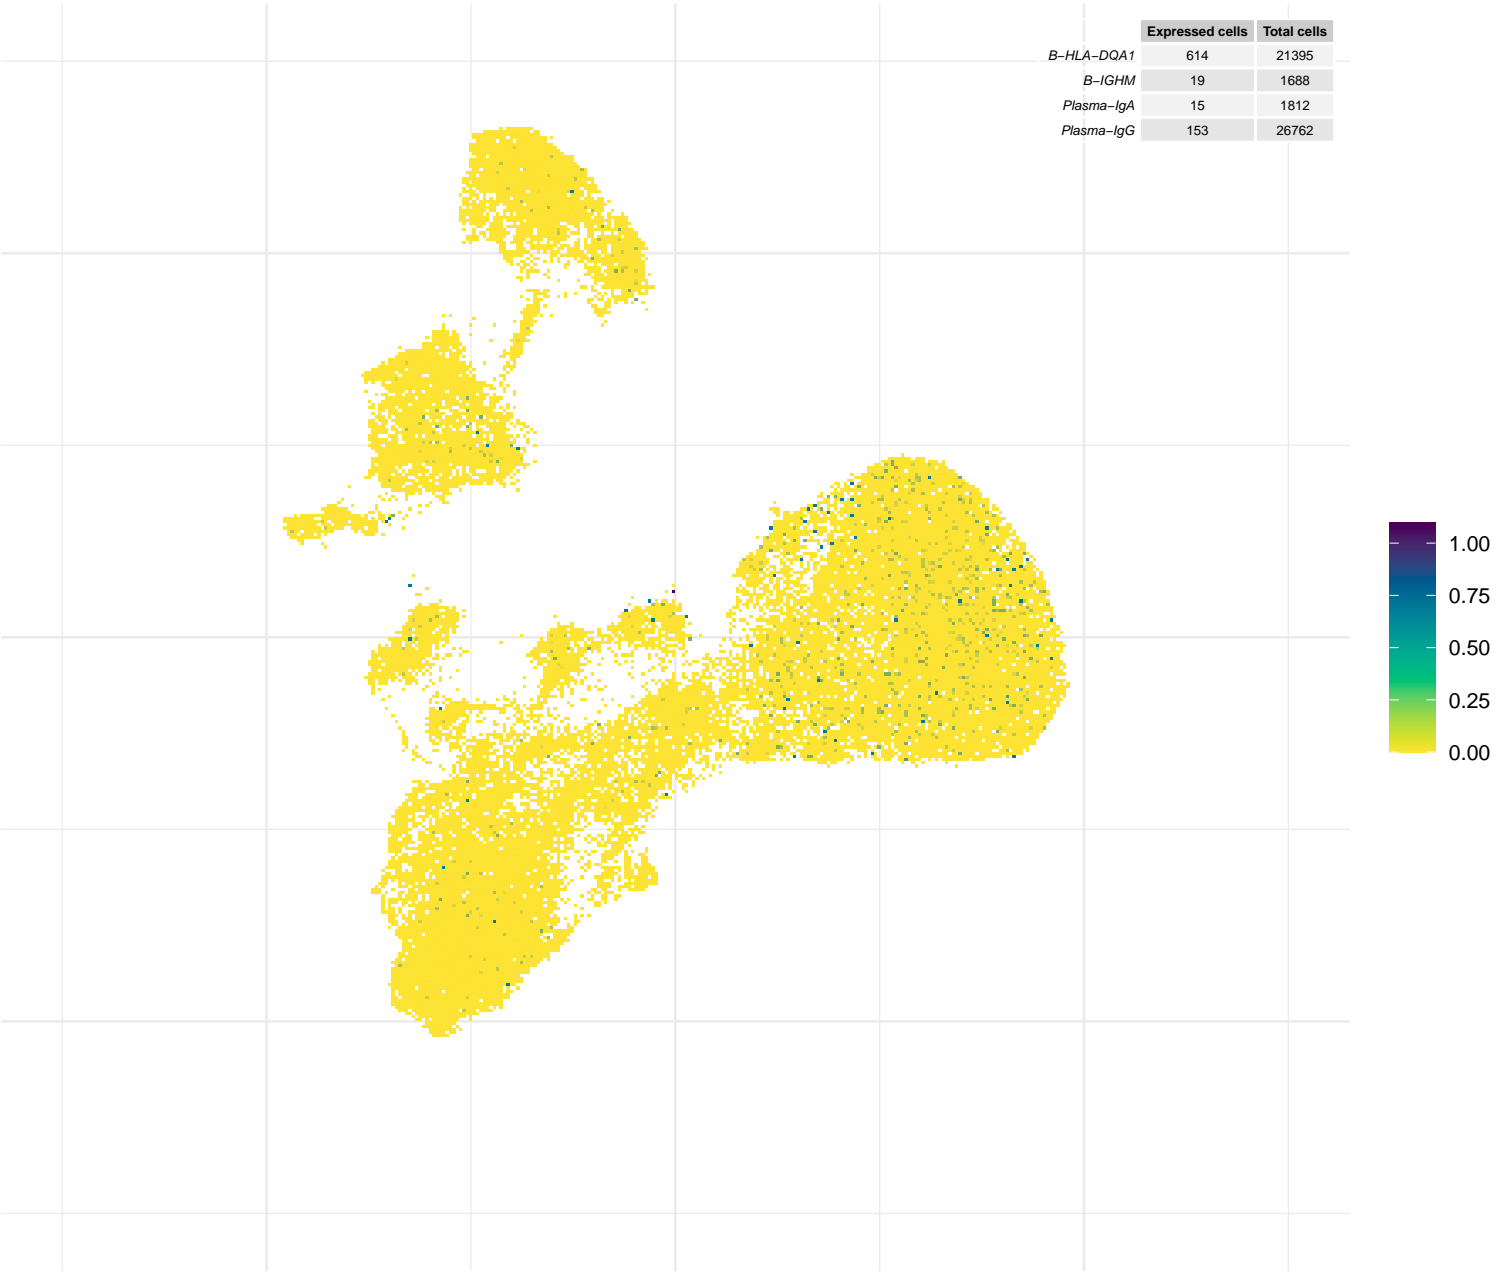 Expressed cells Total cells
B−HLA−DQA1 614 21395
B−IGHM 19 1688
Plasma−IgA 15 1812
Plasma−IgG 153 26762
1.00
0.75
0.50
0.25
0.00